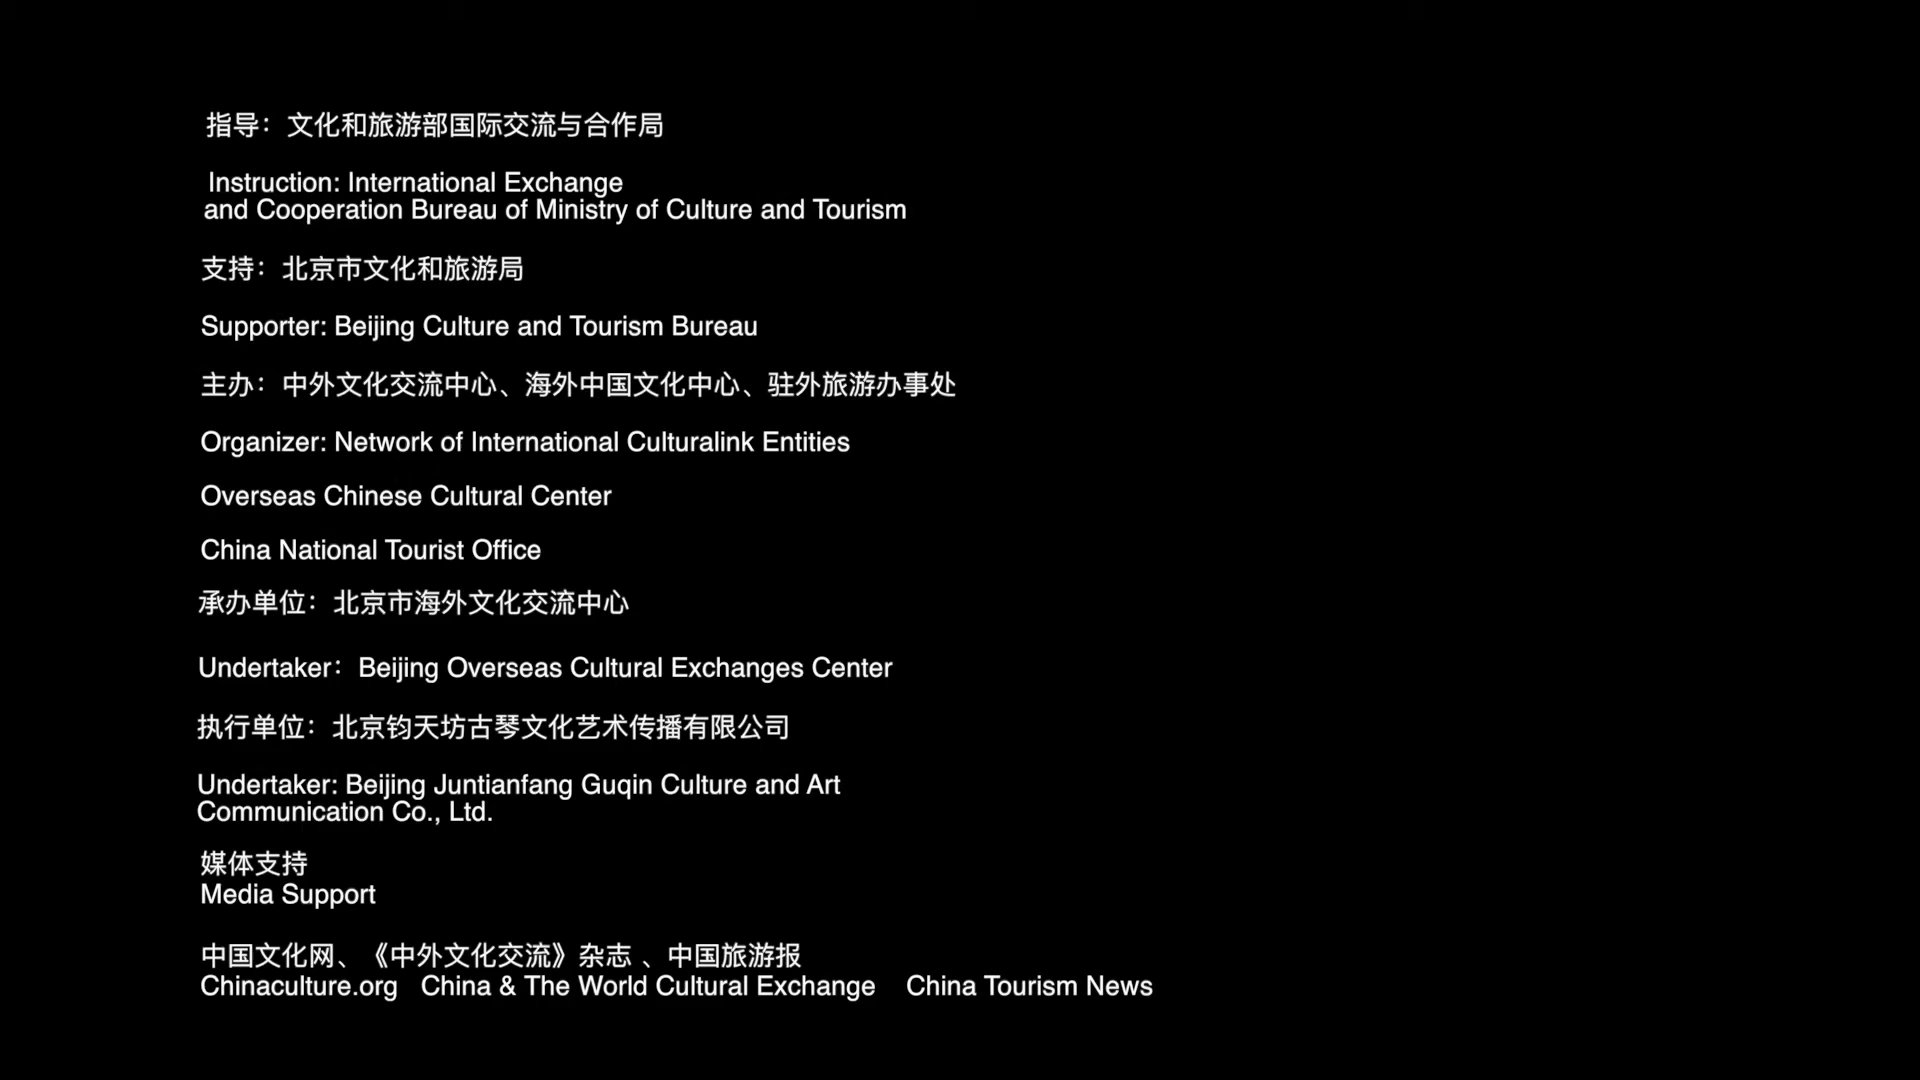 指导：文化和旅游部国际交流与合作局
Instruction: International Exchange
and Cooperation Bureau of Ministry of Culture and Tourism
支持：北京市文化和旅游局
Supporter: Beijing Culture and Tourism Bureau
主办：中外文化交流中心、海外中国文化中心、驻外旅游办事处
Organizer: Network of International Culturalink Entities
Overseas Chinese Cultural Center
China National Tourist Office
承办单位：北京市海外文化交流中心
Undertaker：Beijing Overseas Cultural Exchanges Center
执行单位：北京钧天坊古琴文化艺术传播有限公司
Undertaker: Beijing Juntianfang Guqin Culture and Art
Communication Co., Ltd.
媒体支持
Media Support
中国文化网、《中外文化交流》杂志 、中国旅游报
Chinaculture.org China & The World Cultural Exchange China Tourism News